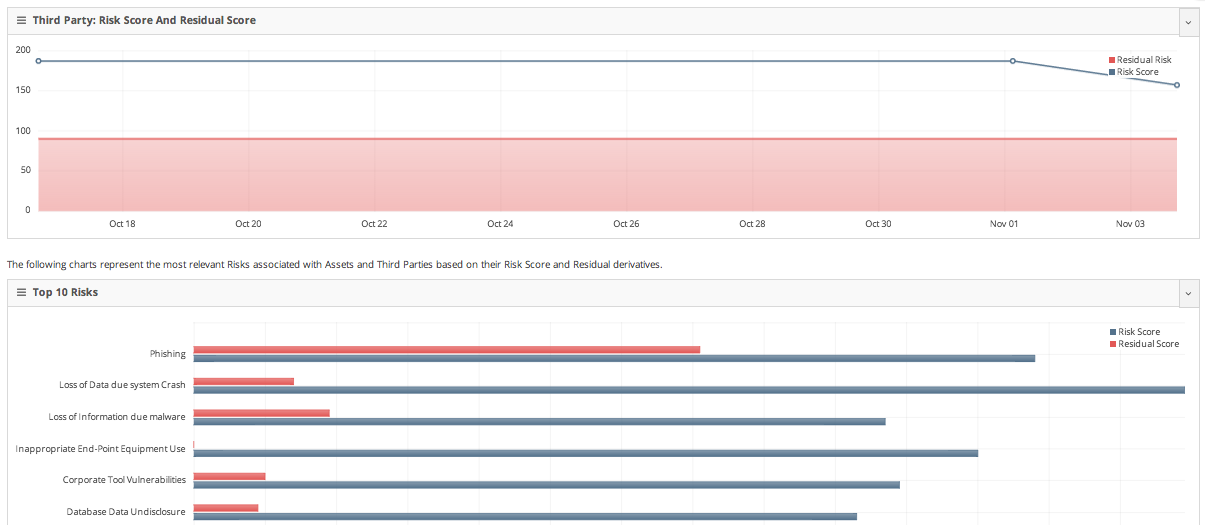 Third Party: Risk Score And Residual Score
200
150
100
50
0
Residual Risk
Risk Score
Oct 18 Oct 20 Oct 22 Oct 24 Oct 26 Oct 28 Oct 30 Nov 01 Nov 03
The following charts represent the most relevant Risks associated with Assets and Third Parties based on their Risk Score and Residual derivatives.
Top 10 Risks
Risk Score
Residual Score
Phishing
Loss of Data due system Crash
Loss of Information due malware
Inappropriate End-Point Equipment Use
Corporate Tool Vulnerabilities
Database Data Undisclosure